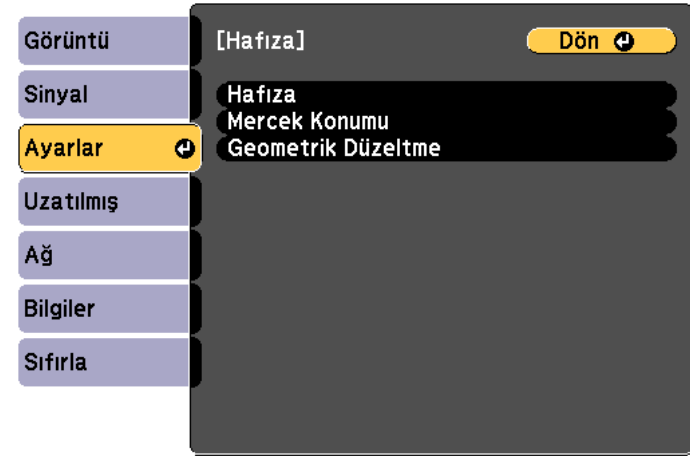 Görüntü
Sinyal
Ayarlar
Uzatılmış
Ağ
Bilgiler
Sıfırla
[Hafıza]
Dön
Hafıza
Mercek Konumu
Geometrik Düzeltme